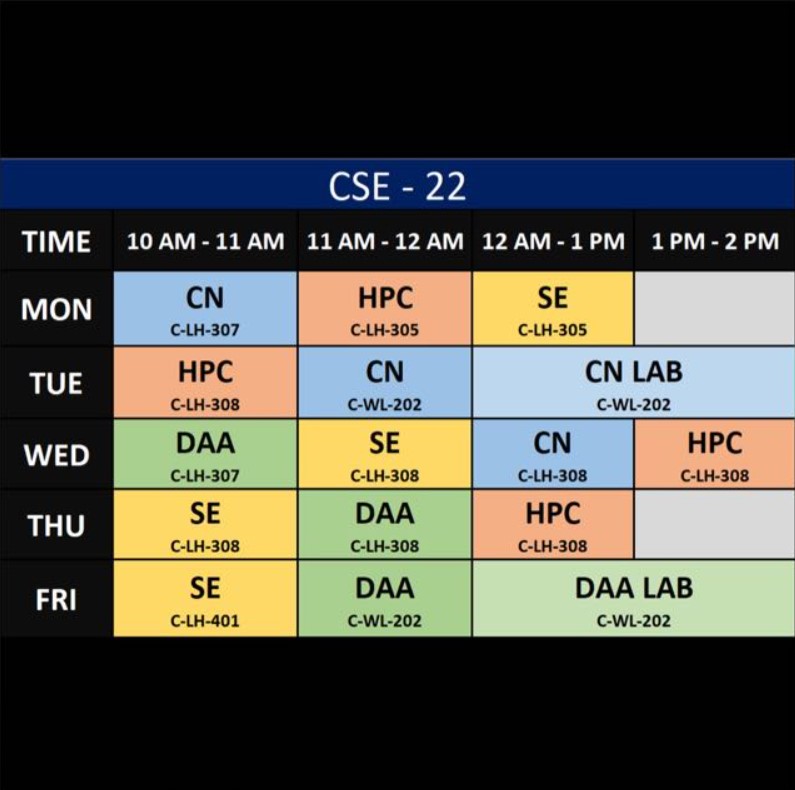 CSE - 22
TIME 10 AM - 11 AM 11 AM - 12 AM 12 AM - 1 PM 1 PM - 2 PM
MON CN HPC SE
C-LH-307 C-LH-305 C-LH-305
TUE HPC CN CN LAB
C-LH-308 C-WL-202 C-WL-202
WED DAA SE CN HPC
C-LH-307 C-LH-308 C-LH-308 C-LH-308
THU SE DAA HPC
C-LH-308 C-LH-308 C-LH-308
FRI SE DAA DAA LAB
C-LH-401 C-WL-202 C-WL-202